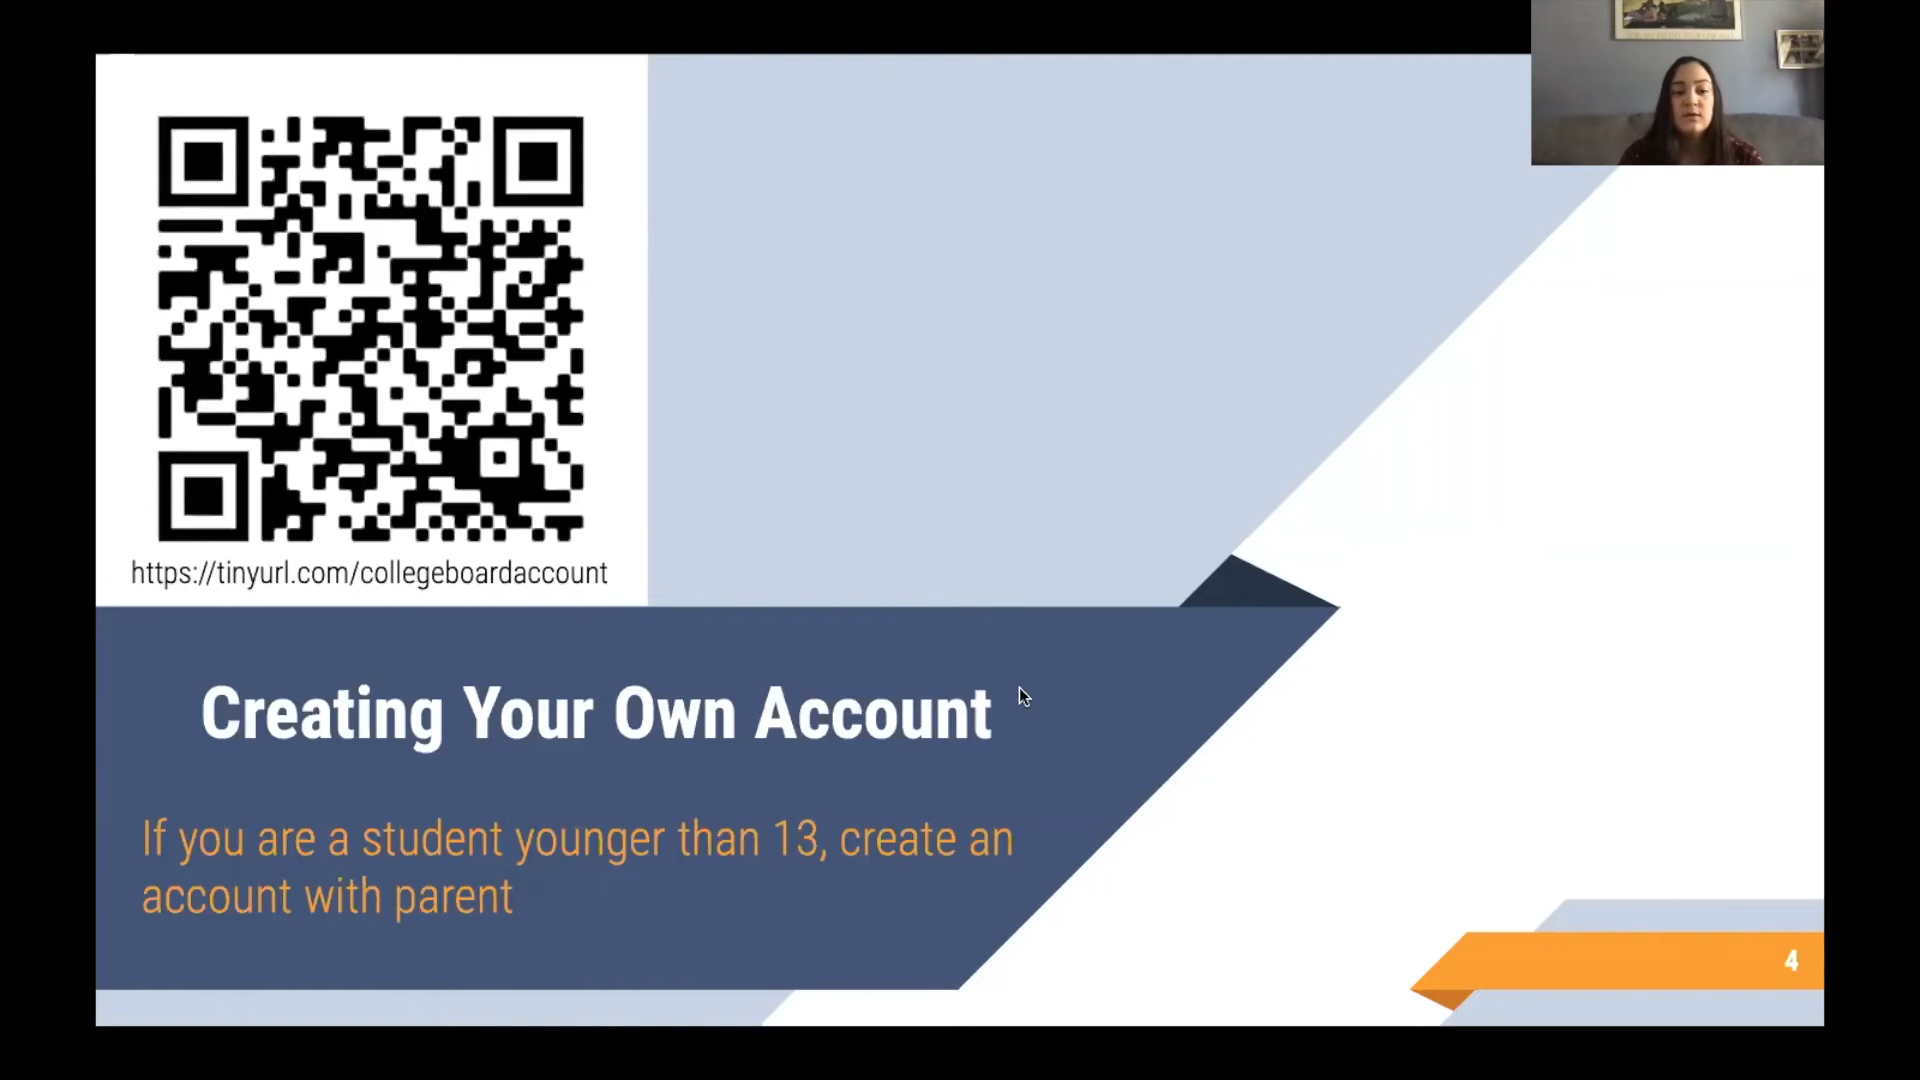 https://tinyurl.com/collegeboardaccount
Creating Your Own Account
If you are a student younger than 13, create an
account with parent
4